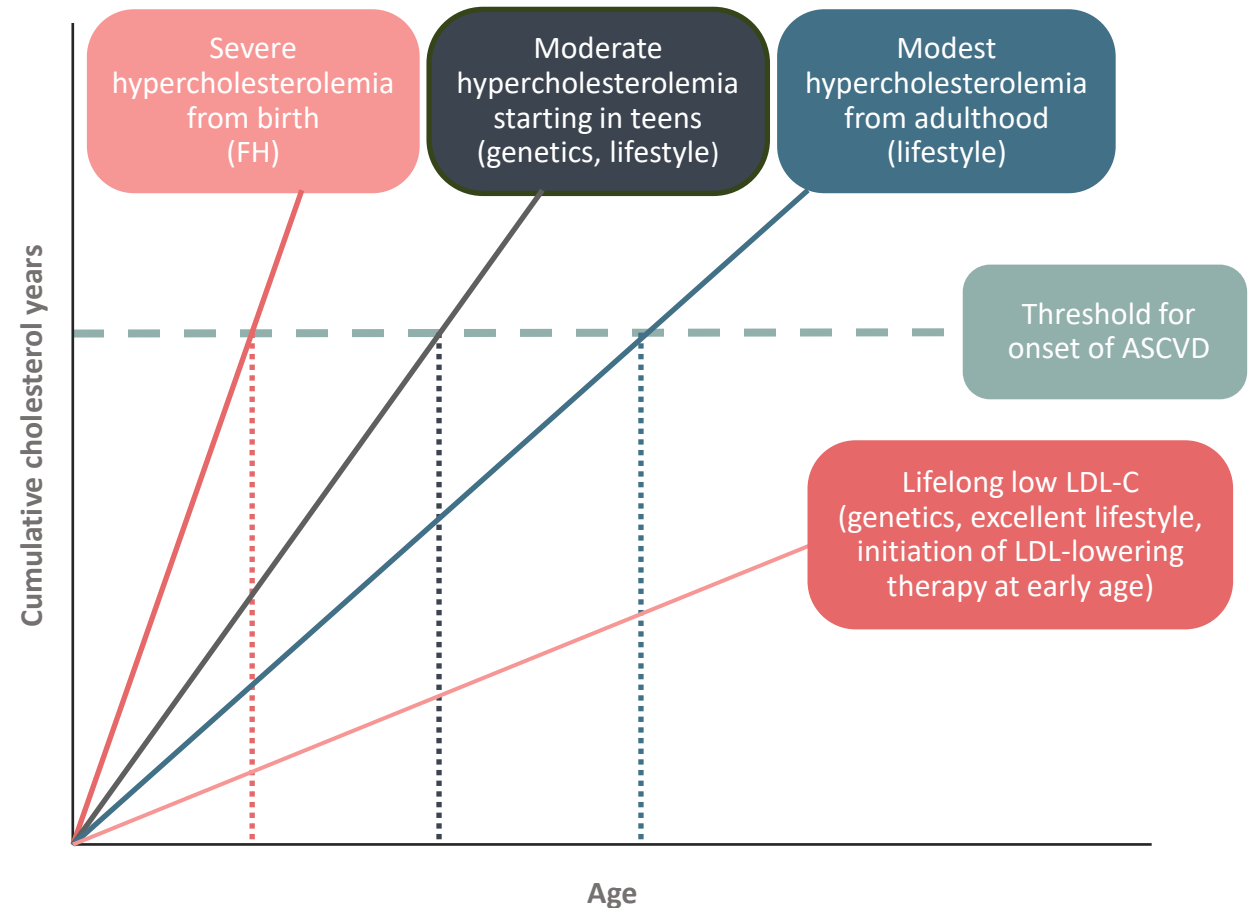 Severe
hypercholesterolemia
from birth
(FH)
Moderate
hypercholesterolemia
starting in teens
(genetics, lifestyle)
Modest
hypercholesterolemia
from adulthood
(lifestyle)
Threshold for
onset of ASCVD
Lifelong low LDL-C
(genetics, excellent lifestyle,
initiation of LDL-lowering
therapy at early age)
Cumulative cholesterol years
Age